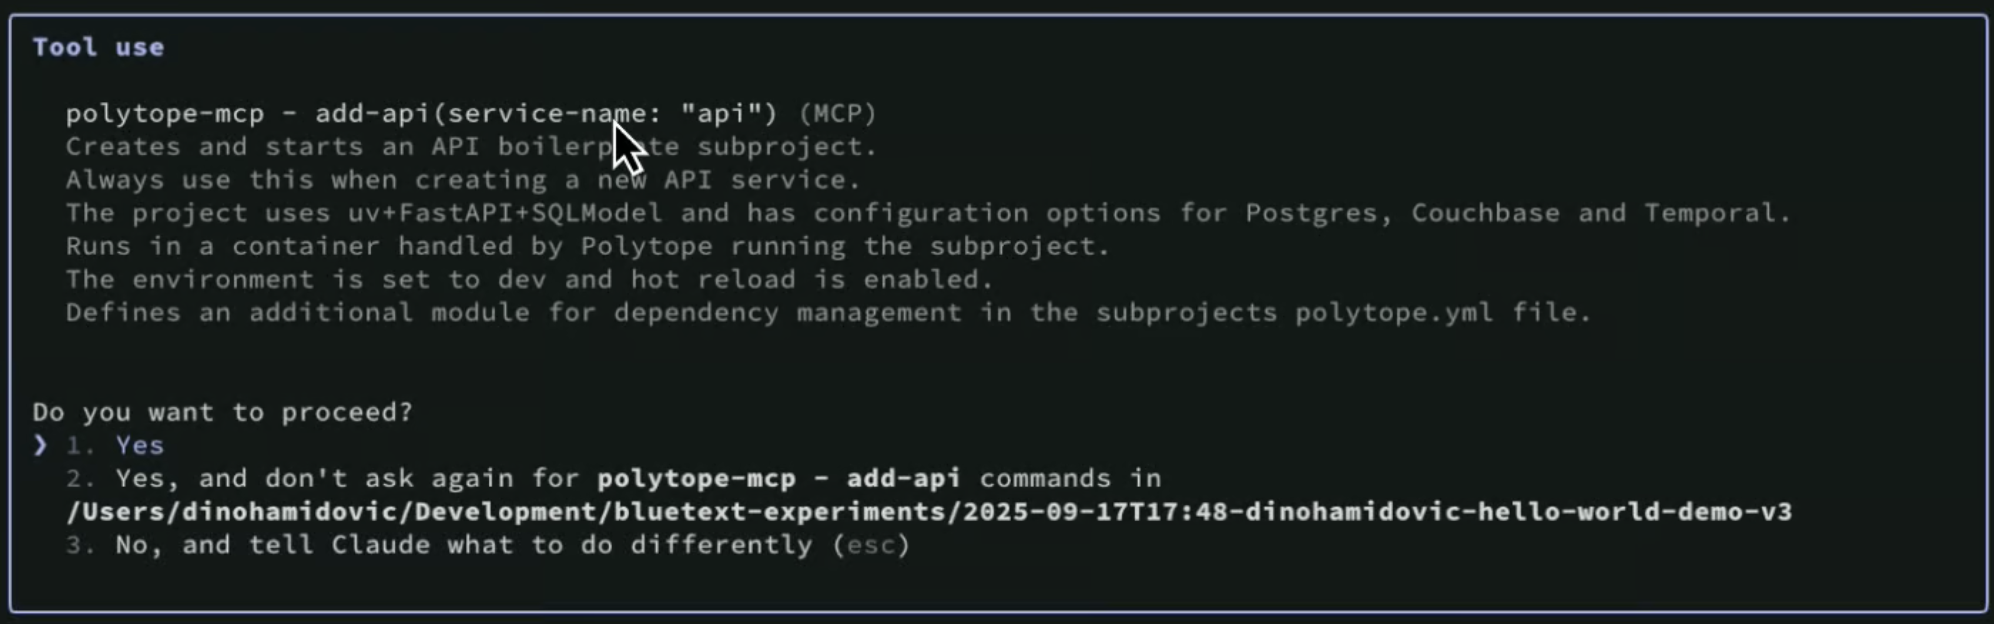 Tool use
polytope-mcp - add-api(service-name: "api") (MCP)
Creates and starts an API boilerplate subproject.
Always use this when creating a new API service.
The project uses uv+FastAPI+SQLModel and has configuration options for Postgres, Couchbase and Temporal.
Runs in a container handled by Polytope running the subproject.
The environment is set to dev and hot reload is enabled.
Defines an additional module for dependency management in the subprojects polytope.yml file.
Do you want to proceed?
❯ 1. Yes
2. Yes, and don't ask again for polytope-mcp - add-api commands in
/Users/dinohamidovic/Development/bluetext-experiments/2025-09-17T17:48-dinohamidovic-hello-world-demo-v3
3. No, and tell Claude what to do differently (esc)